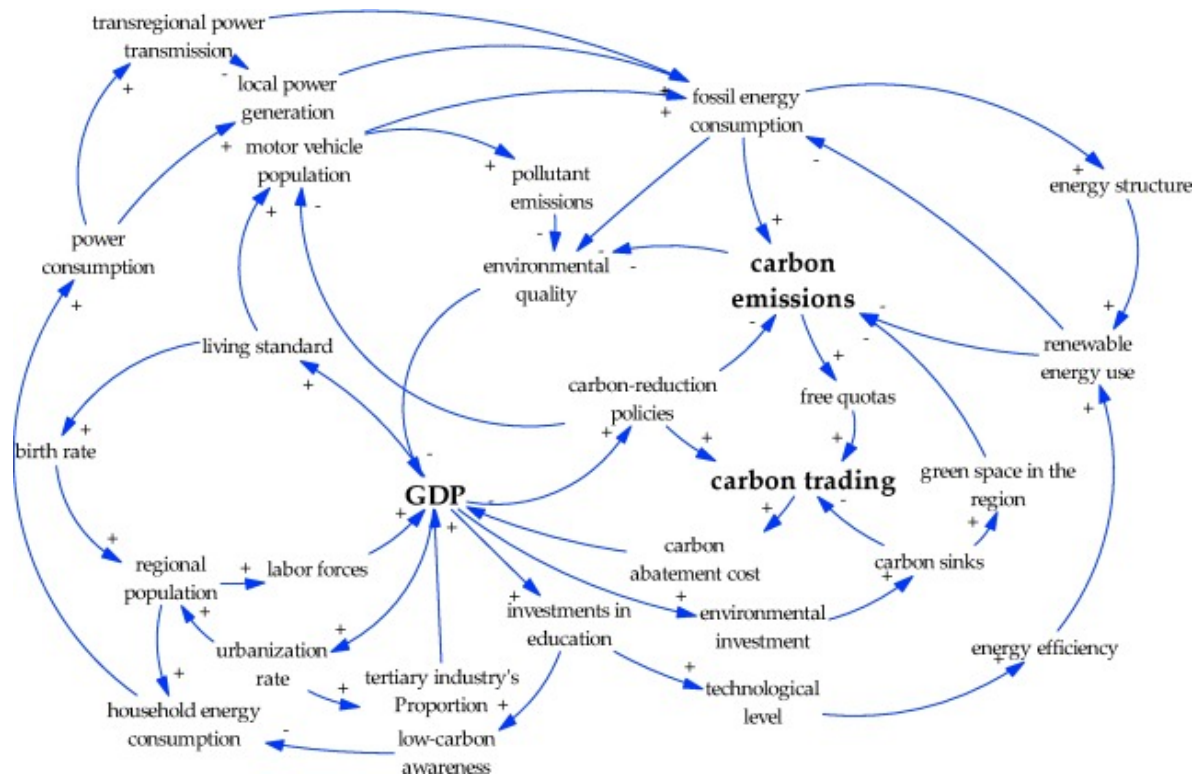 transregional power
transmission
-
+
local power
generation
+
motor vehicle
population
+
-
fossil energy
consumption
+
+
-
+
energy structure
+
pollutant
emissions
-
power
consumption
+
environmental
quality
-
-
+
carbon
emissions
-
-
-
+
renewable
energy use
+
living standard
+
carbon-reduction
policies
+
+
+
free quotas
+
birth rate
+
-
GDP
-
+
+
carbon trading
+
-
green space in the
region
+
regional
population
+
+
labor forces
+
carbon
abatement cost
carbon sinks
+
+
investments in
education
+
environmental
investment
energy efficiency
+
urbanization
rate
+
+
tertiary industry's
Proportion
+
+
technological
level
household energy
consumption
+
-
low-carbon
awareness